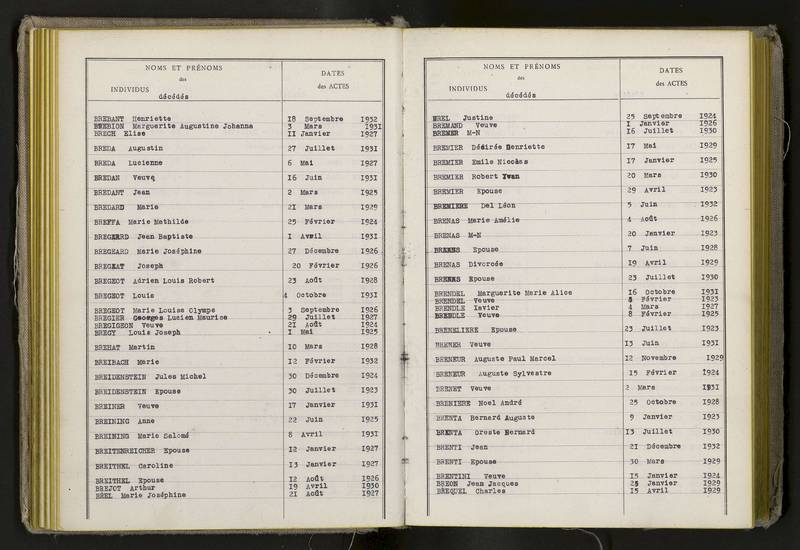 NOMS ET PRÉNOMS
des
INDIVIDUS
décédés
DATES
des ACTES
BREBANT Henriette 18 Septembre 1932
BREBION Marguerite Augustine Johanna 3 Mars 1931
BRECH Elise 11 Janvier 1927
BREDA Augustin 27 Juillet 1931
BREDA Lucienne 6 Mai 1927
BREDAN Veuve 16 Juin 1931
BREDANT Jean 2 Mars 1925
BREDARD Marie 21 Mars 1929
BREFFA Marie Mathilde 25 Février 1924
BREGEARD Jean Baptiste 1 Avril 1931
BREGEARD Marie Joséphine 27 Décembre 1926
BREGEAT Joseph 20 Février 1926
BREGEOT Adrien Louis Robert 23 Août 1928
BREGEOT Louis 4 Octobre 1931
BREGEOT Marie Louise Olympe 3 Septembre 1926
BREGIER Georges Lucien Maurice 29 Juillet 1927
BREGIGEON Veuve 21 Août 1924
BREGY Louis Joseph 1 Mai 1925
BREHAT Martin 10 Mars 1928
BREIBACH Marie 12 Février 1932
BREIDENSTEIN Jules Michel 30 Décembre 1924
BREIDENSTEIN Epouse 30 Juillet 1923
BREINER Veuve 17 Janvier 1931
BREINING Anne 22 Juin 1925
BREINING Marie Salomé 8 Avril 1931
BREITENREICHER Epouse 12 Janvier 1927
BREITHEL Caroline 13 Janvier 1927
BREITHEL Epouse 12 Août 1926
BREJOT Arthur 19 Avril 1930
BREL Marie Joséphine 21 Août 1927
NOMS ET PRÉNOMS
des
INDIVIDUS
décédés
DATES
des ACTES
BREL Justine 25 Septembre 1924
BREMAND Veuve 1 Janvier 1926
BREMER M-N 16 Juillet 1930
BREMIER Désirée Henriette 17 Mai 1929
BREMIER Emile Nicolas 17 Janvier 1925
BREMIER Robert Yvan 20 Mars 1930
BREMIER Epouse 29 Avril 1923
BREMIERE Del Léon 5 Juin 1932
BRENAS Marie Amélie 4 Août 1926
BRENAS M-N 20 Janvier 1923
BRENNS Epouse 7 Juin 1928
BRENAS Divorcée 19 Avril 1929
BRENAS Epouse 23 Juillet 1930
BRENDEL Marguerite Marie Alice 16 Octobre 1931
BRENDEL Veuve 8 Février 1923
BRENDLE Xavier 4 Mars 1927
BRENDLE Veuve 8 Février 1925
BRENELIERE Epouse 23 Juillet 1923
BRENER Veuve 13 Juin 1931
BRENEUR Auguste Paul Marcel 12 Novembre 1929
BRENEUR Auguste Sylvestre 15 Février 1924
BRENET Veuve 2 Mars 1931
BRENIERE Noel André 25 Octobre 1928
BRENTA Bernard Auguste 9 Janvier 1923
BRENTA Oreste Bernard 13 Juillet 1930
BRENTI Jean 21 Décembre 1932
BRENTI Epouse 30 Mars 1929
BRENTINI Veuve 15 Janvier 1924
BREON Jean Jacques 25 Janvier 1929
BREQUEL Charles 15 Avril 1929